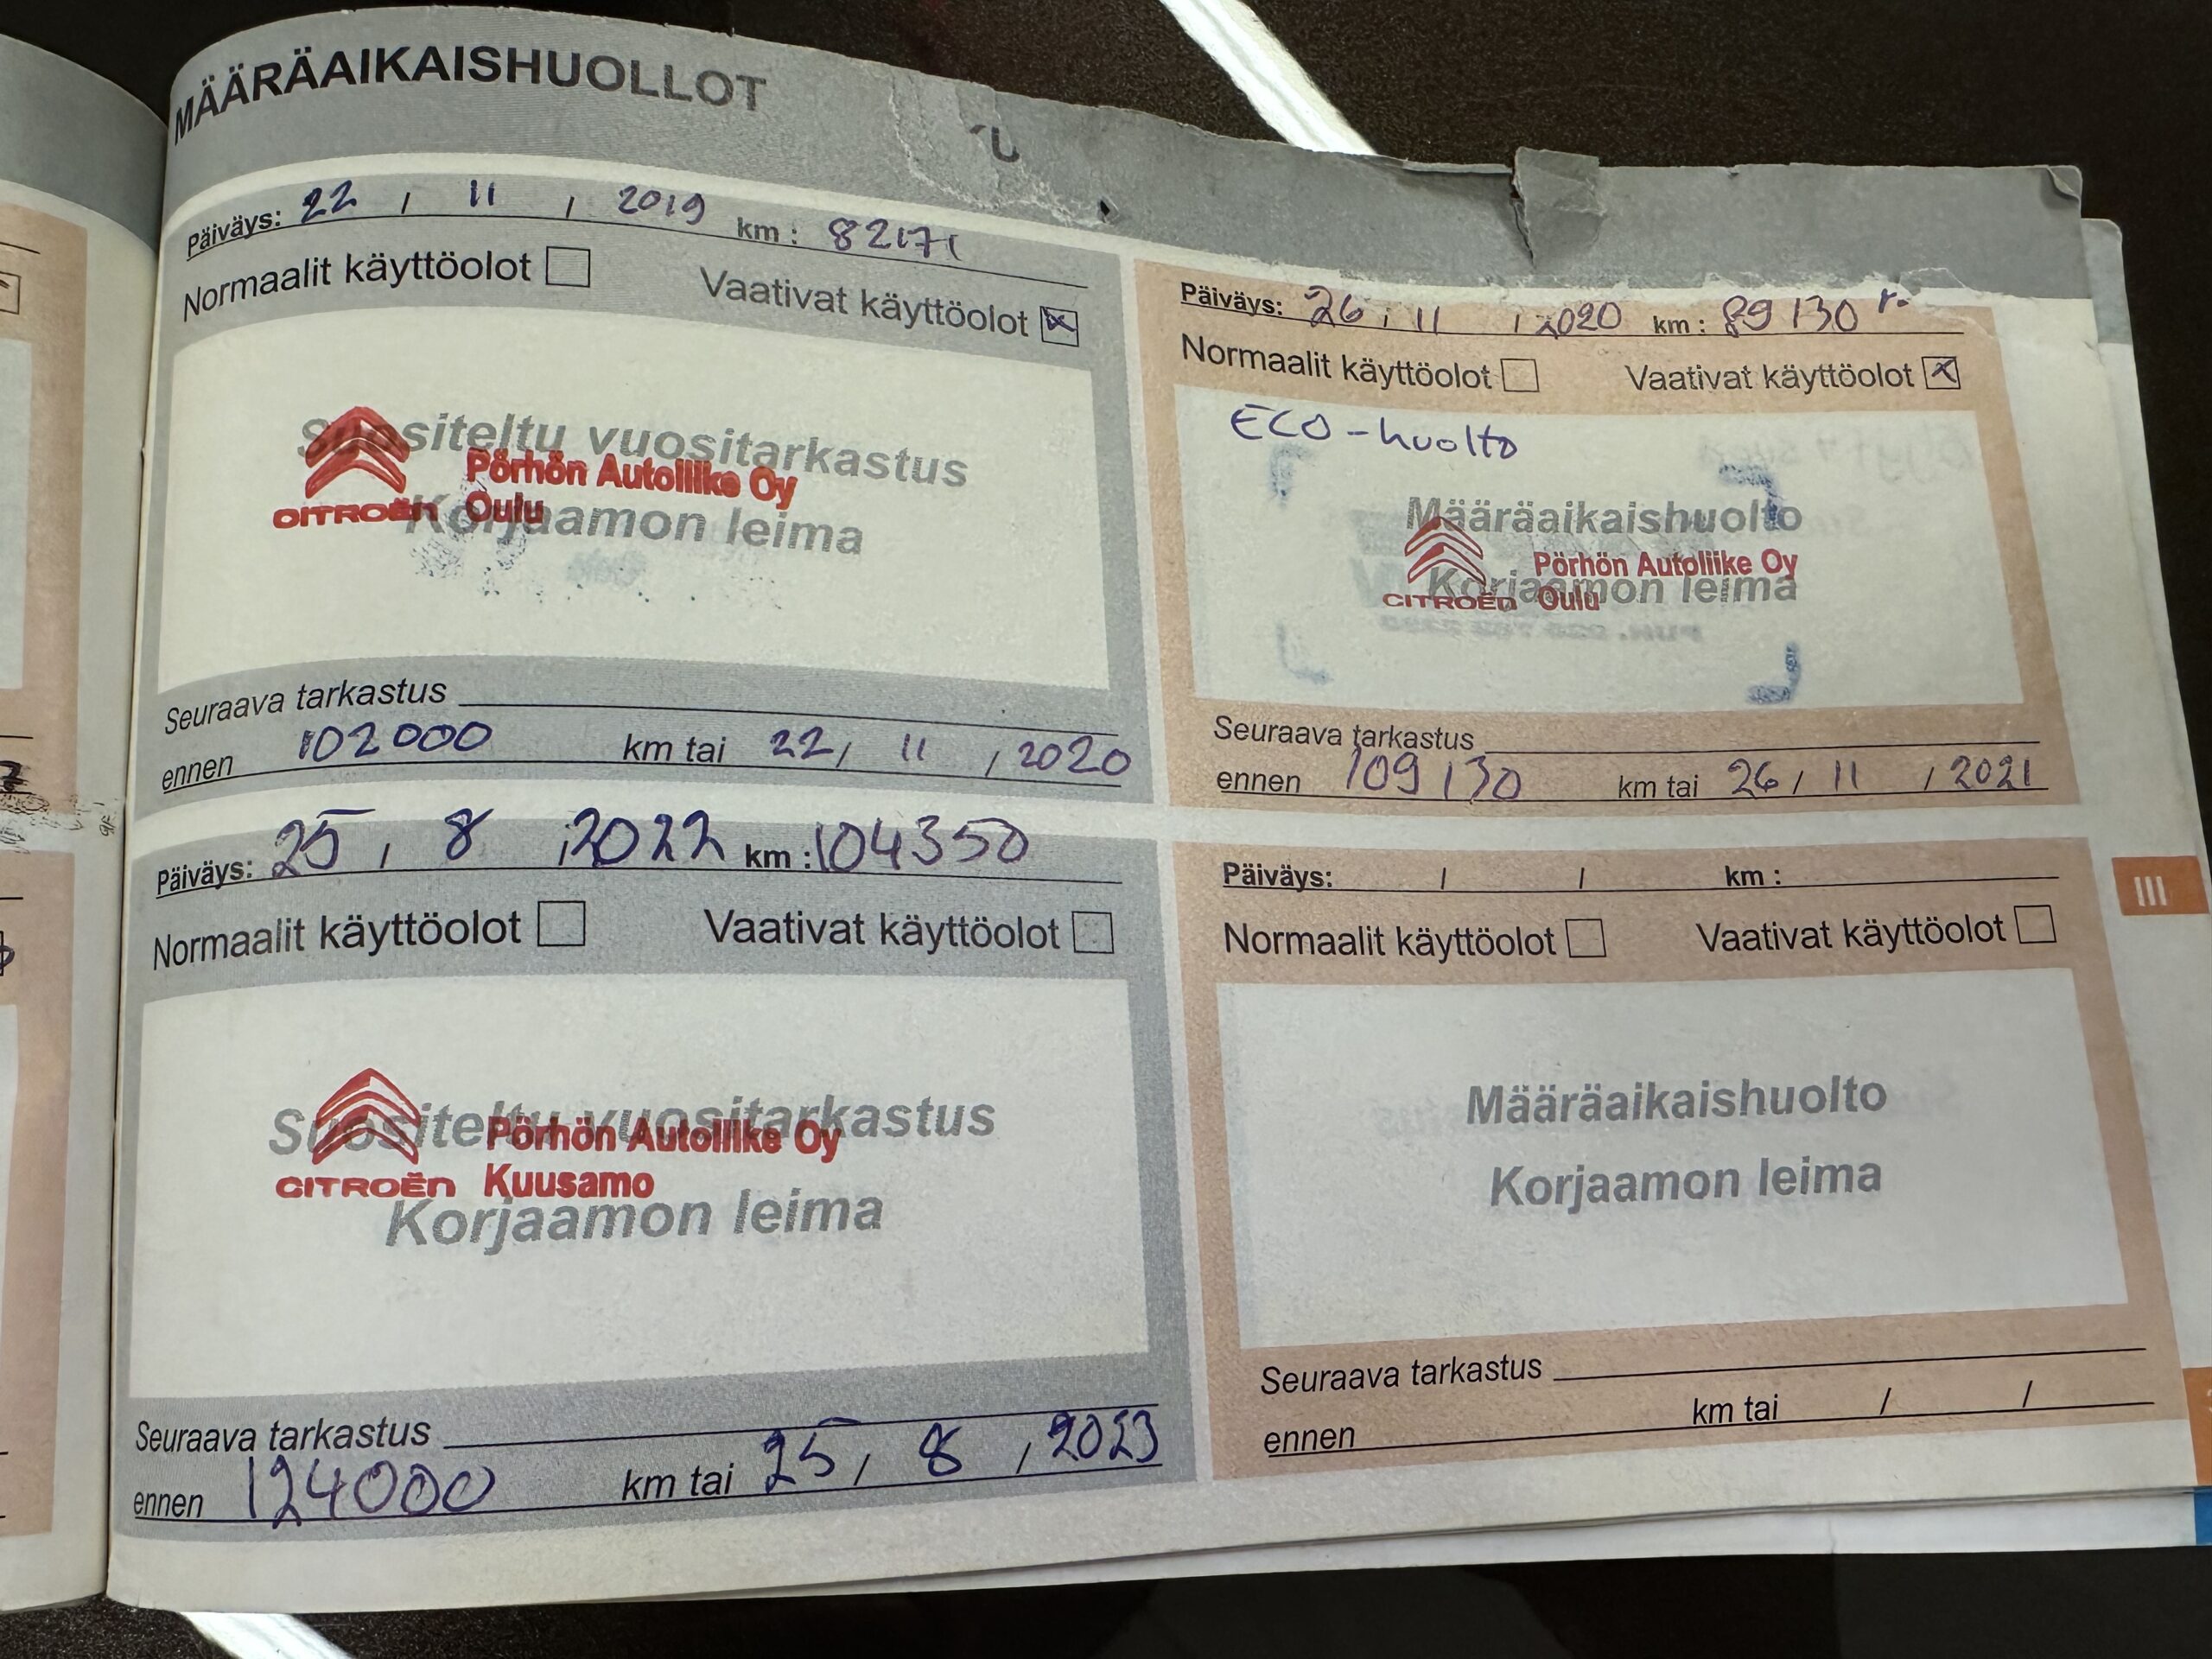 MÄÄRÄAIKAISHUOLLOT
Päiväys: 22 / 11 / 2019 km : 82171
Normaalit käyttöolot Vaativat käyttöolot
Suositeltu vuositarkastus
Pörhön Autoliike Oy
CITROËN Oulu
Korjaamon leima
Seuraava tarkastus
ennen 102000 km tai 22 / 11 / 2020
Päiväys: 26 / 11 / 2020 km : 89130
Normaalit käyttöolot Vaativat käyttöolot
ECO-huolto
Määräaikaishuolto
Pörhön Autoliike Oy
CITROËN Oulu
Korjaamon leima
Seuraava tarkastus
ennen 109130 km tai 26 / 11 / 2021
Päiväys: 25 / 8 / 2022 km : 104350
Normaalit käyttöolot Vaativat käyttöolot
Suositeltu vuositarkastus
Pörhön Autoliike Oy
CITROËN Kuusamo
Korjaamon leima
Seuraava tarkastus
ennen 124000 km tai 25 / 8 / 2023
Päiväys: / / km :
Normaalit käyttöolot Vaativat käyttöolot
Määräaikaishuolto
Korjaamon leima
Seuraava tarkastus
ennen km tai / /
III